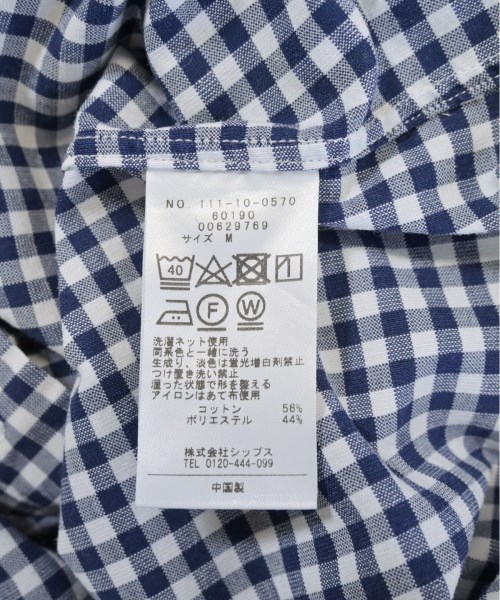 NO. 111-10-0570
60190
00629769
サイズ M
40
F
W
洗濯ネット使用
同系色と一緒に洗う
生成り、淡色は蛍光増白剤禁止
つけ置き洗い禁止
湿った状態で形を整える
アイロンはあて布使用
コットン 56%
ポリエステル 44%
株式会社シップス
TEL 0120-444-099
中国製